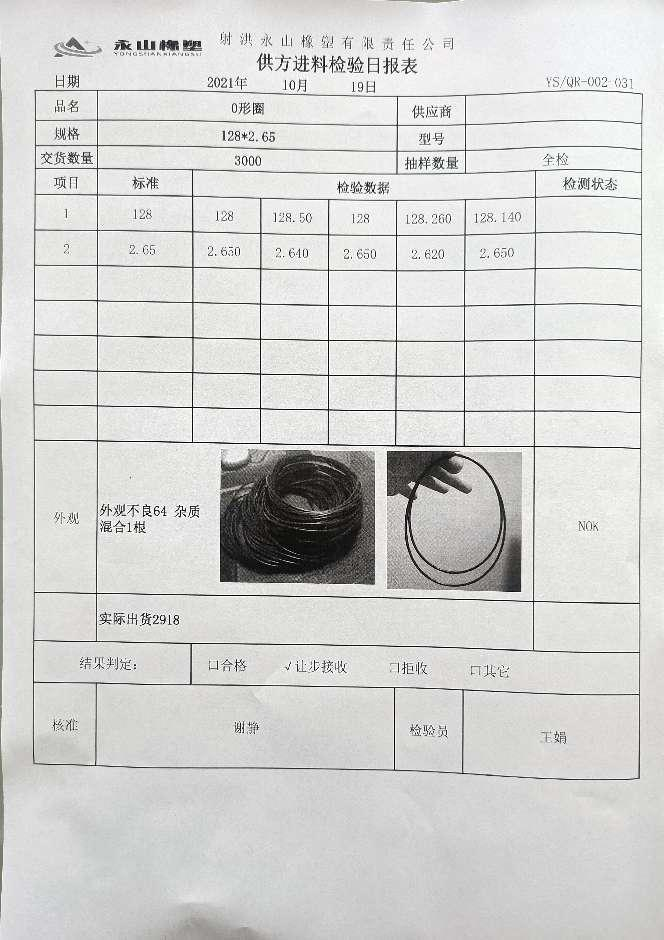 永山橡塑
YONGSHANXIANGSU
射洪永山橡塑有限责任公司
供方进料检验日报表
日期 2021年 10月 19日 YS/QR-002-031
品名 O形圈 供应商
规格 128*2.65 型号
交货数量 3000 抽样数量 全检
项目 标准 检验数据 检测状态
1 128 128 128.50 128 128.260 128.140
2 2.65 2.630 2.640 2.650 2.620 2.650
外观 外观不良64 杂质
混合1根 NOK
实际出货2918
结果判定： 口合格 √让步接收 口拒收 口其它
核准 谢静 检验员 王娟